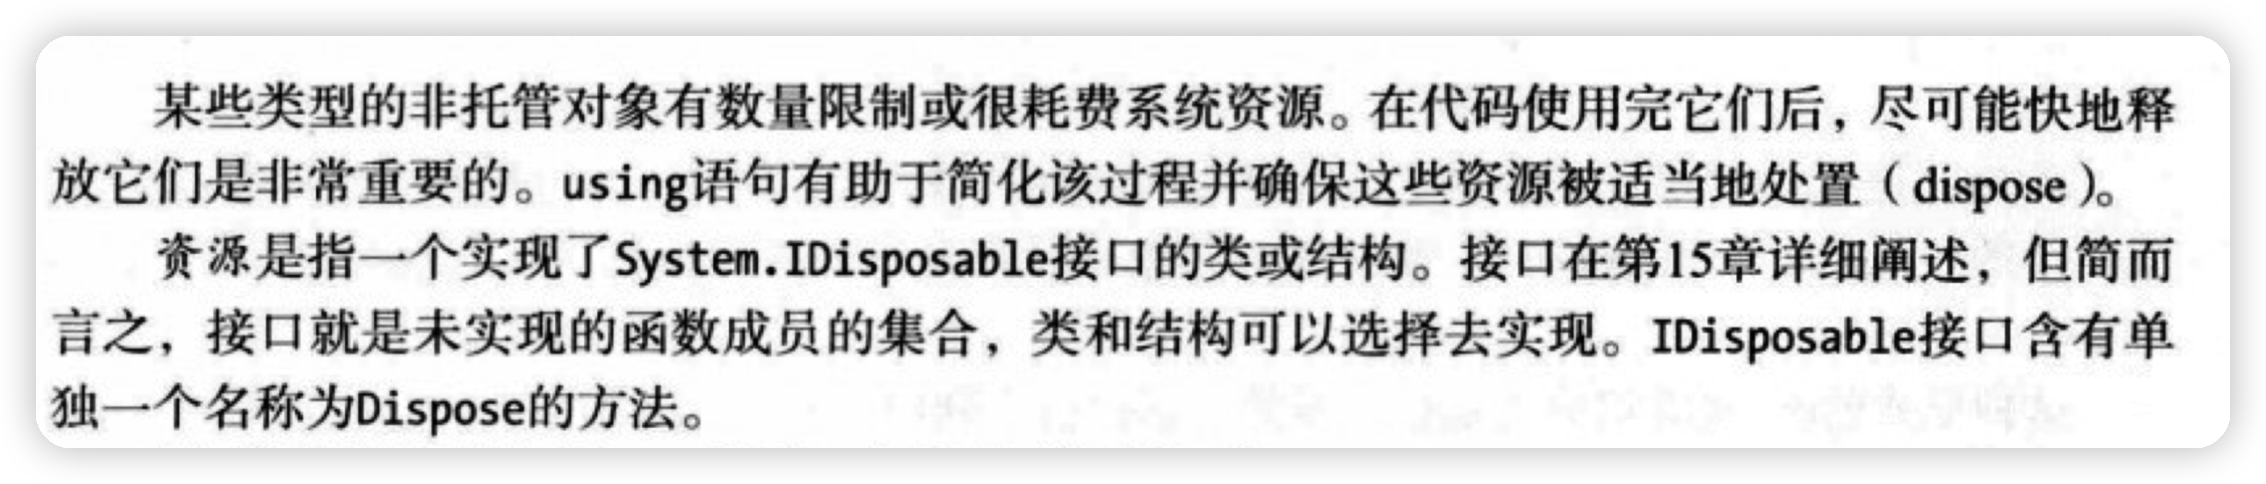 某些类型的非托管对象有数量限制或很耗费系统资源。在代码使用完它们后，尽可能快地释
放它们是非常重要的。using语句有助于简化该过程并确保这些资源被适当地处置（dispose）。
资源是指一个实现了System.IDisposable接口的类或结构。接口在第15章详细阐述，但简而
言之，接口就是未实现的函数成员的集合，类和结构可以选择去实现。IDisposable接口含有单
独一个名称为Dispose的方法。